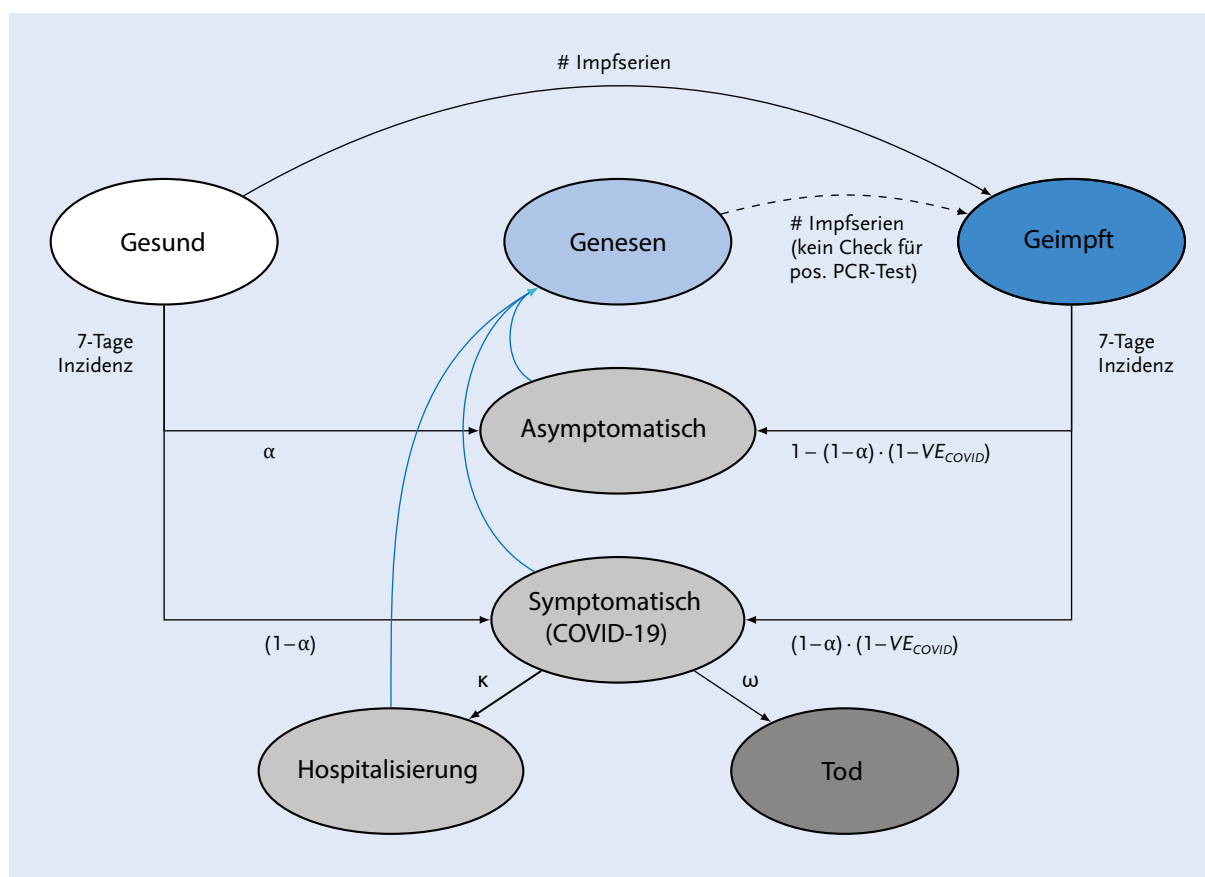 # Impfserien
Gesund
Genesen
# Impfserien
(kein Check für
pos. PCR-Test)
Geimpft
7-Tage
Inzidenz
7-Tage
Inzidenz
Asymptomatisch
α
1 – (1–α) · (1–VE_COVID)
Symptomatisch
(COVID-19)
(1–α)
(1–α) · (1–VE_COVID)
κ
ω
Hospitalisierung
Tod